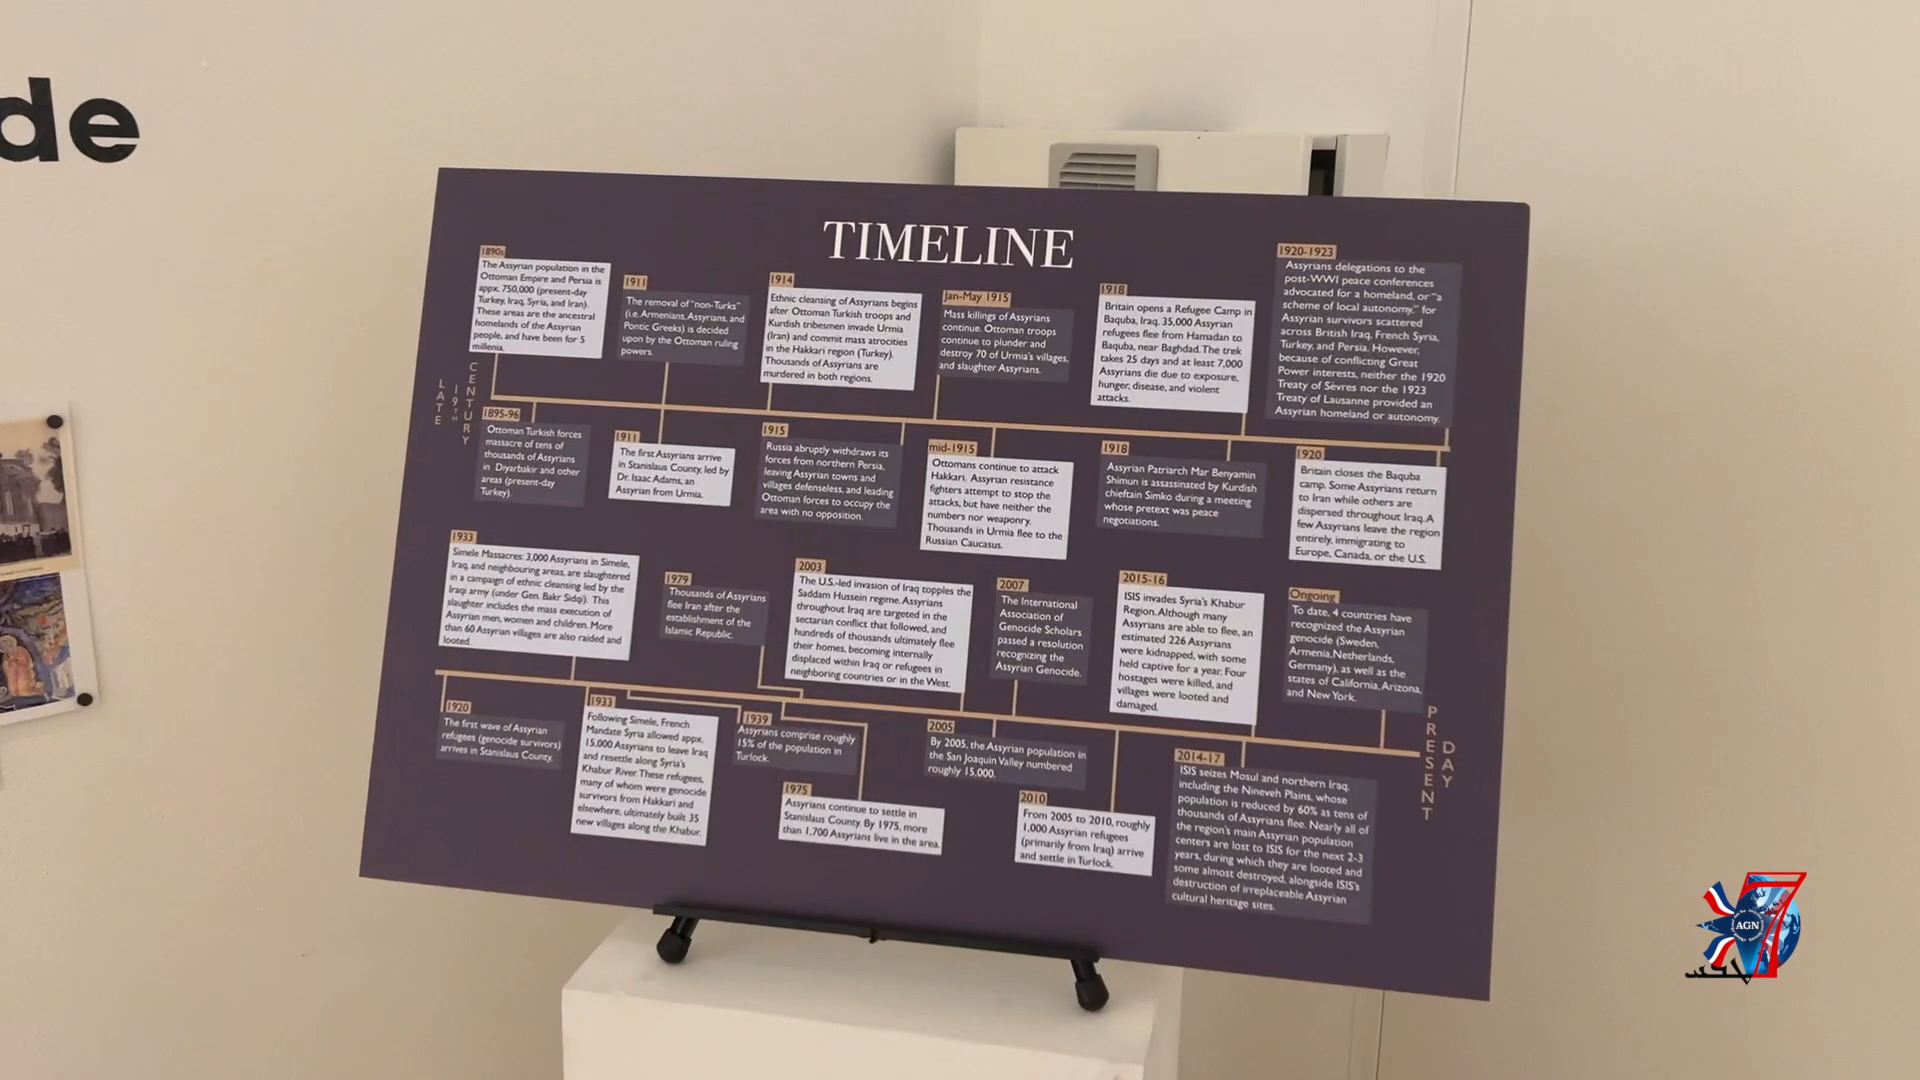 de
TIMELINE
1890s
The Assyrian population in the
Ottoman Empire and Persia is
appx. 750,000 (present-day
Turkey, Iraq, Syria, and Iran).
These areas are the ancestral
homelands of the Assyrian
people, and have been for 5
millenia.
1911
The removal of "non-Turks"
(i.e. Armenians, Assyrians, and
Pontic Greeks) is decided
upon by the Ottoman ruling
powers.
1914
Ethnic cleansing of Assyrians begins
after Ottoman Turkish troops and
Kurdish tribesmen invade Urmia
(Iran) and commit mass atrocities
in the Hakkari region (Turkey).
Thousands of Assyrians are
murdered in both regions.
Jan-May 1915
Mass killings of Assyrians
continue. Ottoman troops
continue to plunder and
destroy 70 of Urmia's villages,
and slaughter Assyrians.
1918
Britain opens a Refugee Camp in
Baquba, Iraq. 35,000 Assyrian
refugees flee from Hamadan to
Baquba, near Baghdad. The trek
takes 25 days and at least 7,000
Assyrians die due to exposure,
hunger, disease, and violent
attacks.
1920-1923
Assyrians delegations to the
post-WWI peace conferences
advocated for a homeland, or "a
scheme of local autonomy," for
Assyrian survivors scattered
across British Iraq, French Syria,
Turkey, and Persia. However,
because of conflicting Great
Power interests, neither the 1920
Treaty of Sèvres nor the 1923
Treaty of Lausanne provided an
Assyrian homeland or autonomy.
LATE
19TH
CENTURY
1895-96
Ottoman Turkish forces
massacre of tens of
thousands of Assyrians
in Diyarbakir and other
areas (present-day
Turkey).
1911
The first Assyrians arrive
in Stanislaus County, led by
Dr. Isaac Adams, an
Assyrian from Urmia.
1915
Russia abruptly withdraws its
forces from northern Persia,
leaving Assyrian towns and
villages defenseless, and leading
Ottoman forces to occupy the
area with no opposition.
mid-1915
Ottomans continue to attack
Hakkari. Assyrian resistance
fighters attempt to stop the
attacks, but have neither the
numbers nor weaponry.
Thousands in Urmia flee to the
Russian Caucasus.
1918
Assyrian Patriarch Mar Benyamin
Shimun is assassinated by Kurdish
chieftain Simko during a meeting
whose pretext was peace
negotiations.
1920
Britain closes the Baquba
camp. Some Assyrians return
to Iran while others are
dispersed throughout Iraq. A
few Assyrians leave the region
entirely, immigrating to
Europe, Canada, or the U.S.
1933
Simele Massacres: 3,000 Assyrians in Simele,
Iraq, and neighbouring areas, are slaughtered
in a campaign of ethnic cleansing led by the
Iraqi army (under Gen. Bakr Sidqi). This
slaughter includes the mass execution of
Assyrian men, women and children. More
than 60 Assyrian villages are also raided and
looted.
1979
Thousands of Assyrians
flee Iran after the
establishment of the
Islamic Republic.
2003
The U.S.-led invasion of Iraq topples the
Saddam Hussein regime. Assyrians
throughout Iraq are targeted in the
sectarian conflict that followed, and
hundreds of thousands ultimately flee
their homes, becoming internally
displaced within Iraq or refugees in
neighboring countries or in the West.
2007
The International
Association of
Genocide Scholars
passed a resolution
recognizing the
Assyrian Genocide.
2015-16
ISIS invades Syria's Khabur
Region. Although many
Assyrians are able to flee, an
estimated 226 Assyrians
were kidnapped, with some
held captive for a year. Four
hostages were killed, and
villages were looted and
damaged.
Ongoing
To date, 4 countries have
recognized the Assyrian
genocide (Sweden,
Armenia, Netherlands,
Germany), as well as the
states of California, Arizona,
and New York.
1920
The first wave of Assyrian
refugees (genocide survivors)
arrives in Stanislaus County.
1933
Following Simele, French
Mandate Syria allowed appx.
15,000 Assyrians to leave Iraq
and resettle along Syria's
Khabur River. These refugees,
many of whom were genocide
survivors from Hakkari and
elsewhere, ultimately built 35
new villages along the Khabur.
1939
Assyrians comprise roughly
15% of the population in
Turlock.
1975
Assyrians continue to settle in
Stanislaus County. By 1975, more
than 1,700 Assyrians live in the area.
2005
By 2005, the Assyrian population in
the San Joaquin Valley numbered
roughly 15,000.
2010
From 2005 to 2010, roughly
1,000 Assyrian refugees
(primarily from Iraq) arrive
and settle in Turlock.
2014-17
ISIS seizes Mosul and northern Iraq,
including the Nineveh Plains, whose
population is reduced by 60% as tens of
thousands of Assyrians flee. Nearly all of
the region's main Assyrian population
centers are lost to ISIS for the next 2-3
years, during which they are looted and
some almost destroyed, alongside ISIS's
destruction of irreplaceable Assyrian
cultural heritage sites.
PRESENT
DAY
AGN
7